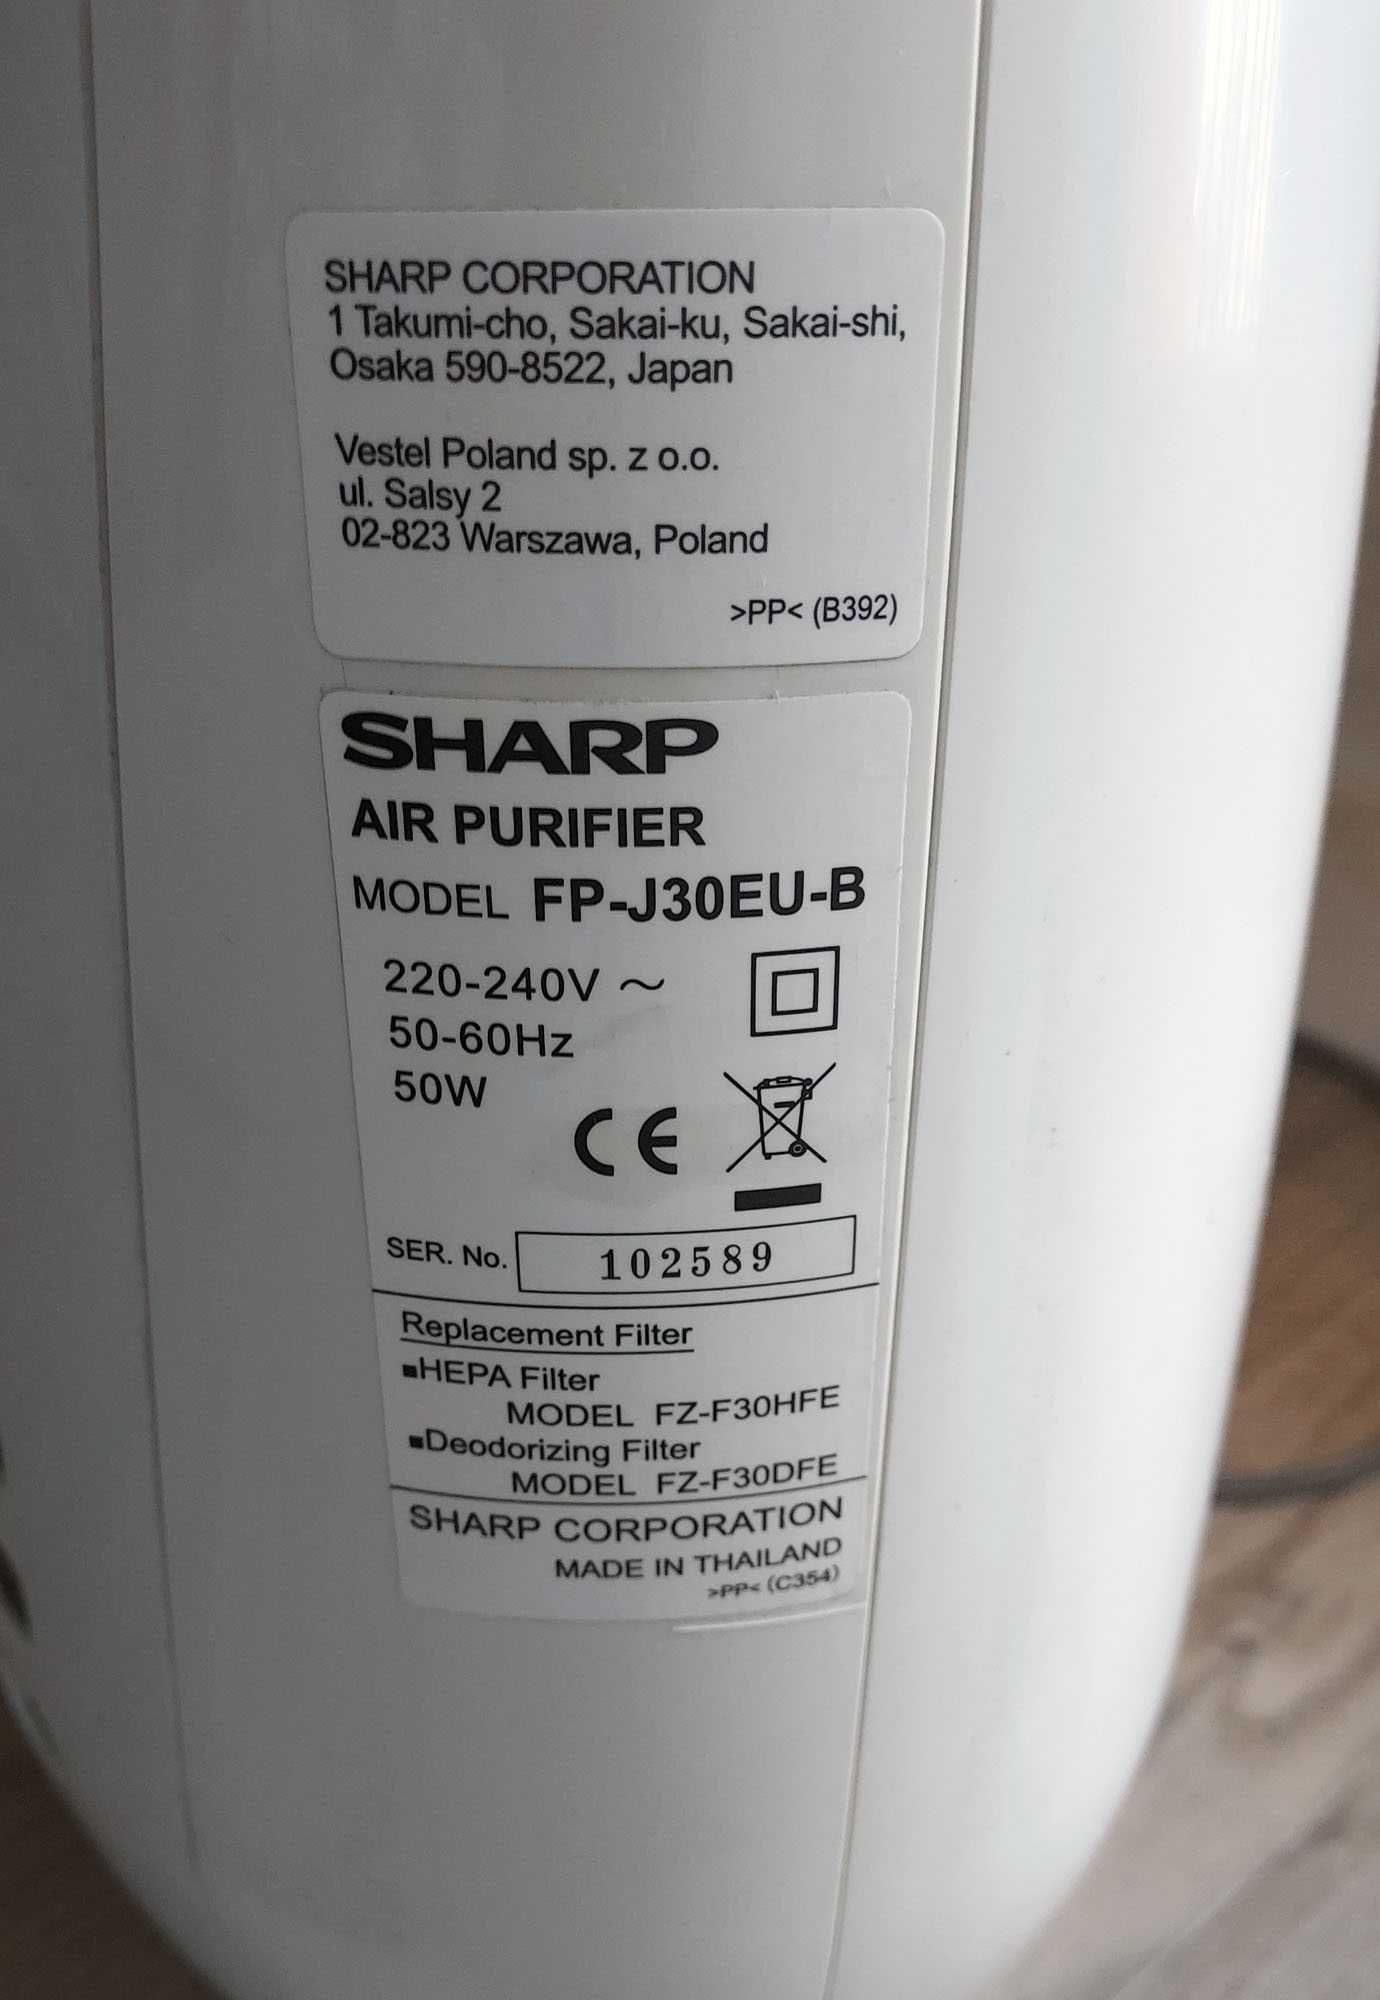 SHARP CORPORATION
1 Takumi-cho, Sakai-ku, Sakai-shi,
Osaka 590-8522, Japan
Vestel Poland sp. z o.o.
ul. Salsy 2
02-823 Warszawa, Poland
>PP< (B392)
SHARP
AIR PURIFIER
MODEL FP-J30EU-B
220-240V ~
50-60Hz
50W
CE
SER. No. 102589
Replacement Filter
■HEPA Filter
MODEL FZ-F30HFE
■Deodorizing Filter
MODEL FZ-F30DFE
SHARP CORPORATION
MADE IN THAILAND
>PP< (C354)